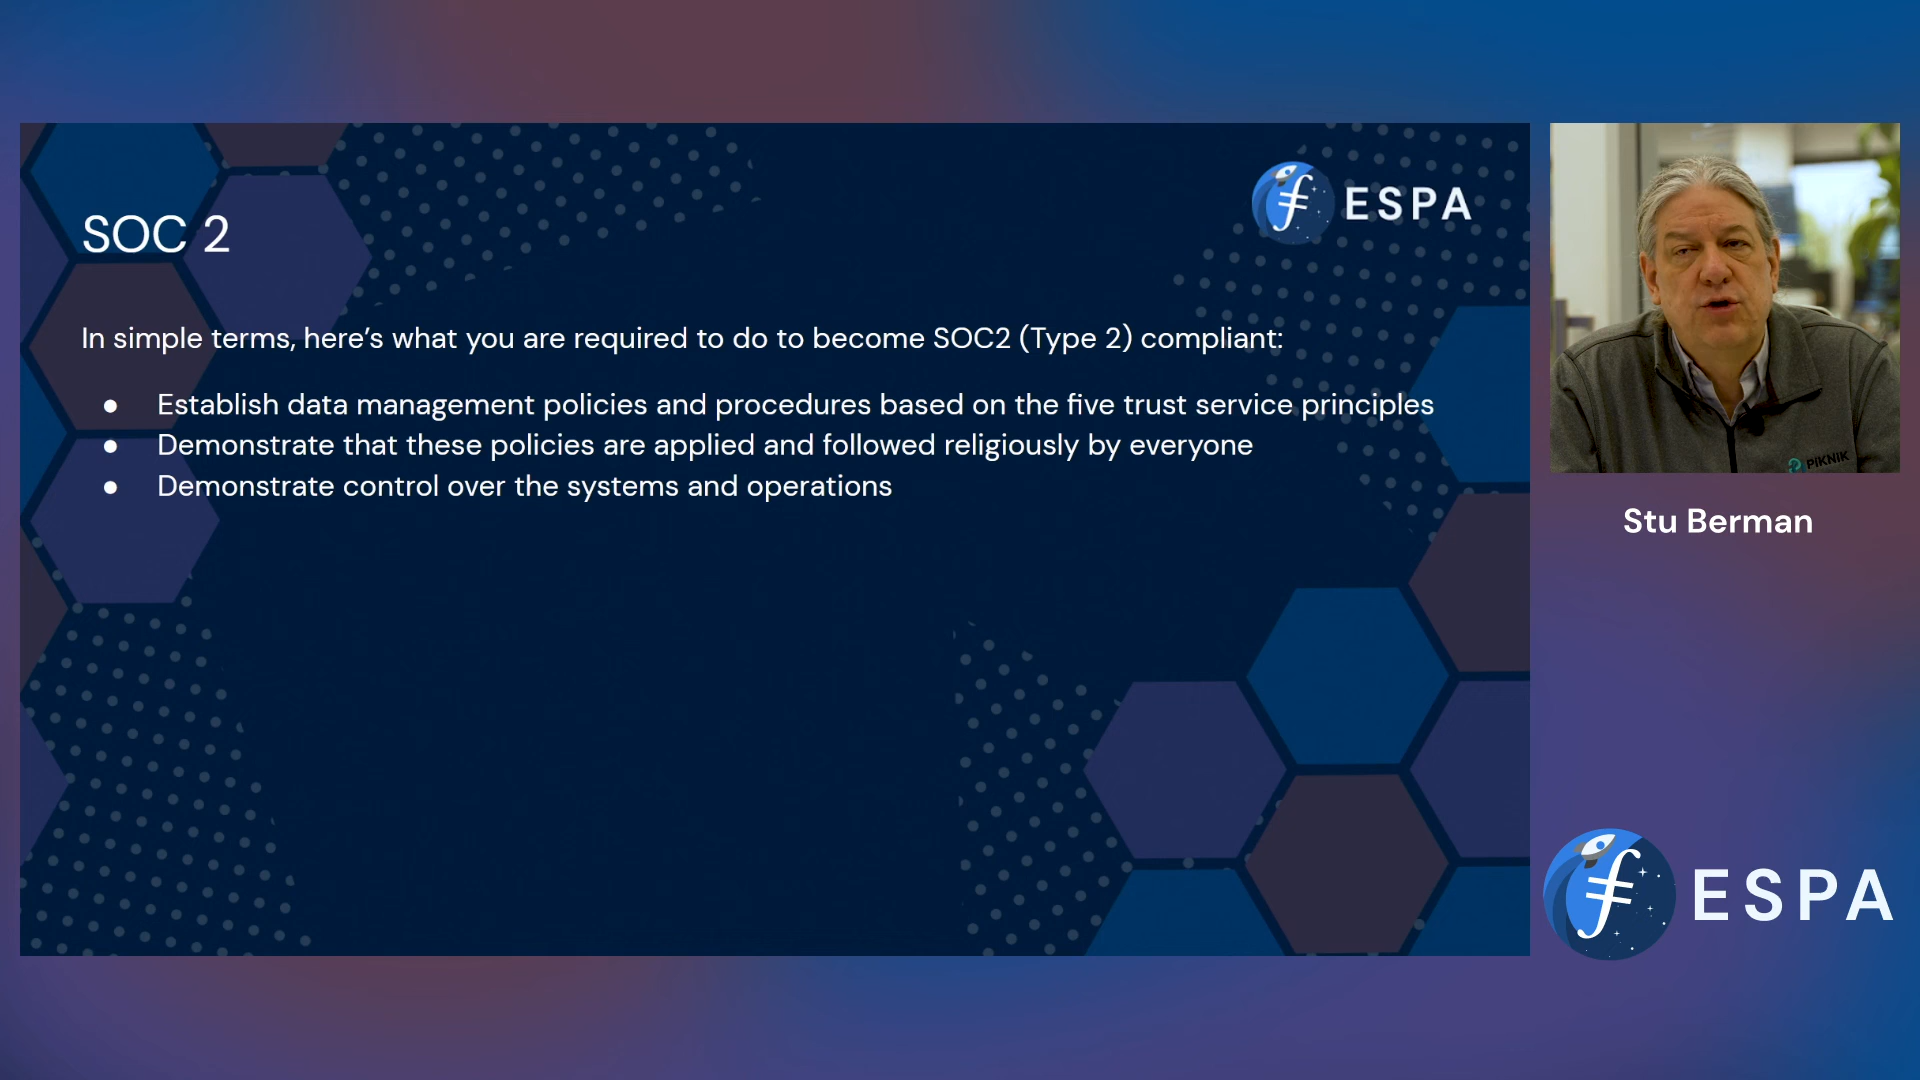 SOC 2
ESPA
In simple terms, here’s what you are required to do to become SOC2 (Type 2) compliant:
● Establish data management policies and procedures based on the five trust service principles
● Demonstrate that these policies are applied and followed religiously by everyone
● Demonstrate control over the systems and operations
PIKNIK
Stu Berman
ESPA